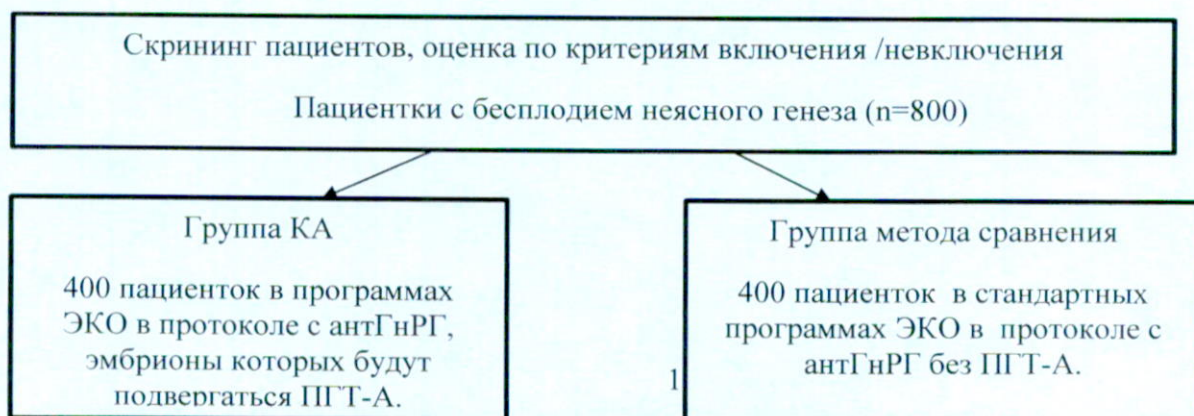 Скрининг пациентов, оценка по критериям включения /невключения
Пациентки с бесплодием неясного генеза (n=800)
Группа КА
400 пациенток в программах
ЭКО в протоколе с антГнРГ,
эмбрионы которых будут
подвергаться ПГТ-А.
Группа метода сравнения
400 пациенток в стандартных
программах ЭКО в протоколе с
антГнРГ без ПГТ-А.
1